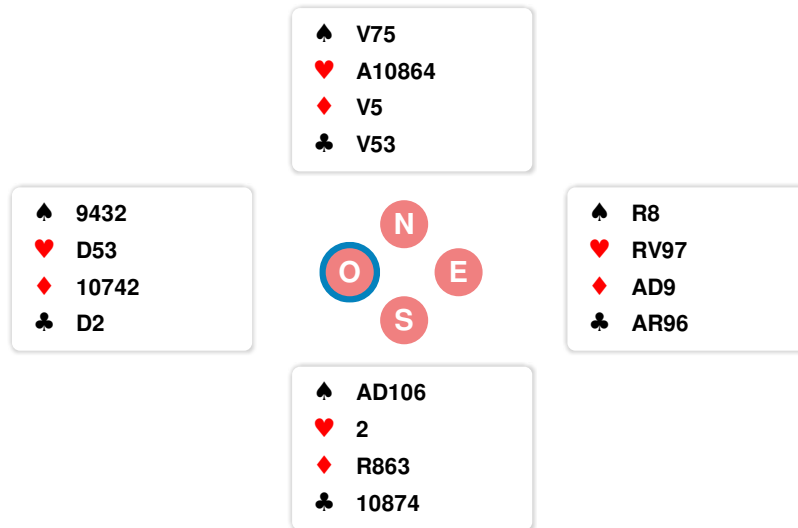 ♠ V75
♥ A10864
♦ V5
♣ V53
♠ 9432
♥ D53
♦ 10742
♣ D2
N
O
E
S
♠ R8
♥ RV97
♦ AD9
♣ AR96
♠ AD106
♥ 2
♦ R863
♣ 10874